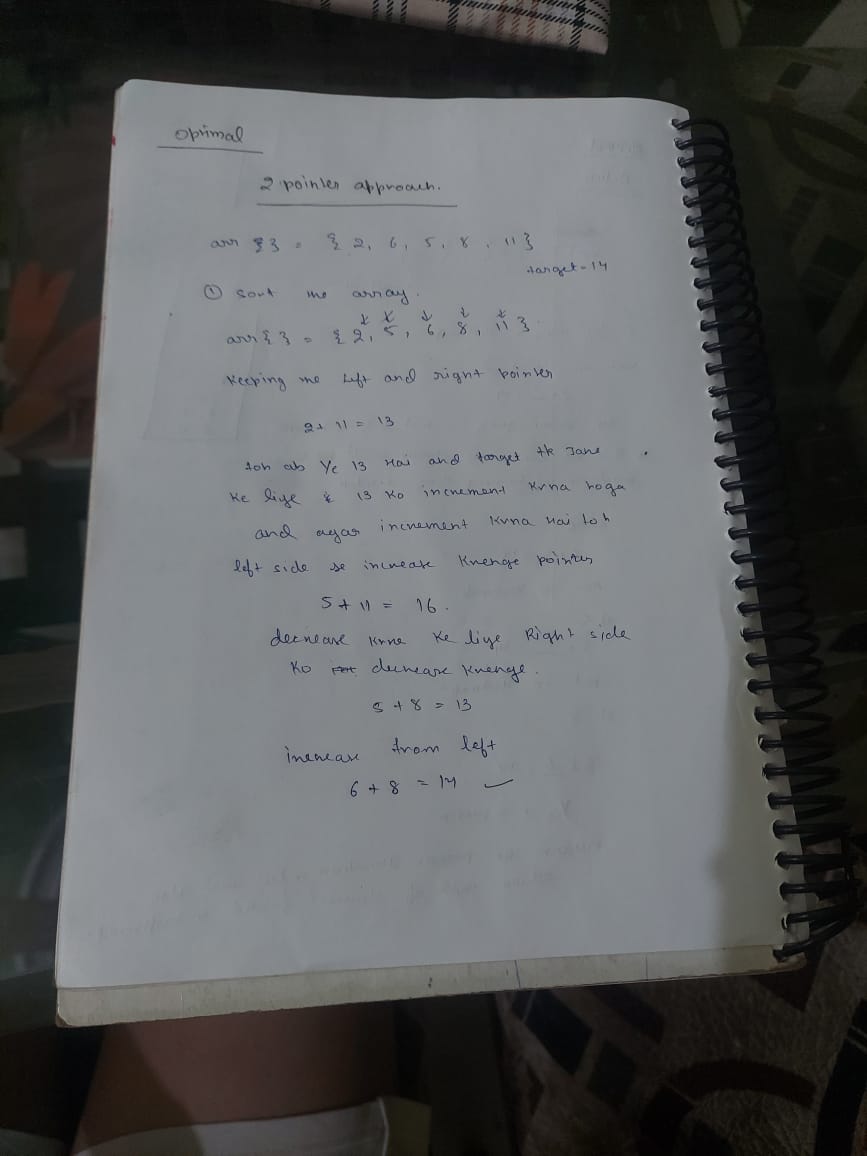 Optimal
2 pointer approach.
arr {} = { 2, 6, 5, 8, 11 }
target = 14
① Sort the array.
arr { } = { 2, 5, 6, 8, 11 }
Keeping the left and right pointer
2 + 11 = 13
toh ab Ye 13 Hai and target tk Jane
Ke liye 13 Ko increment Krna hoga
and agar increment Krna Hai toh
left side se increase Krenge pointer
5 + 11 = 16.
decrease Krne Ke liye Right side
Ko decrease Krenge.
5 + 8 = 13
increase from left
6 + 8 = 14 ✓